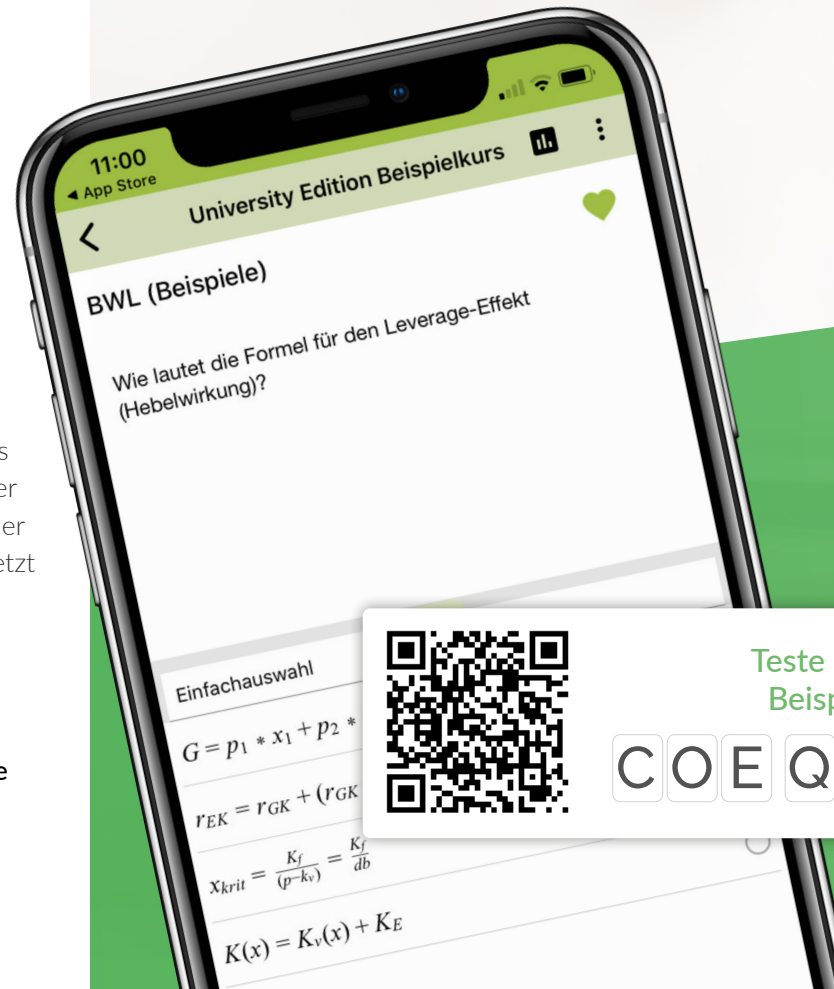 11:00
App Store
University Edition Beispielkurs
BWL (Beispiele)
Wie lautet die Formel für den Leverage-Effekt
(Hebelwirkung)?
Einfachauswahl
G = p₁ * x₁ + p₂ *
r_EK = r_GK + (r_GK
x_krit = K_f/(p−k_v) = K_f/db
K(x) = K_v(x) + K_E
Teste
Beisp
COE Q